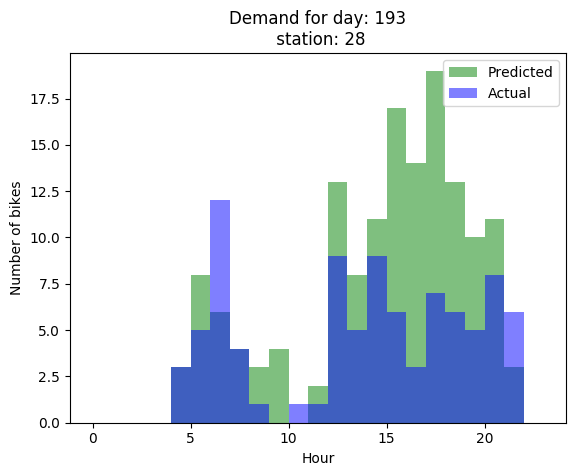 Demand for day: 193
station: 28
Predicted
Actual
Number of bikes
17.5
15.0
12.5
10.0
7.5
5.0
2.5
0.0
0
5
10
15
20
Hour